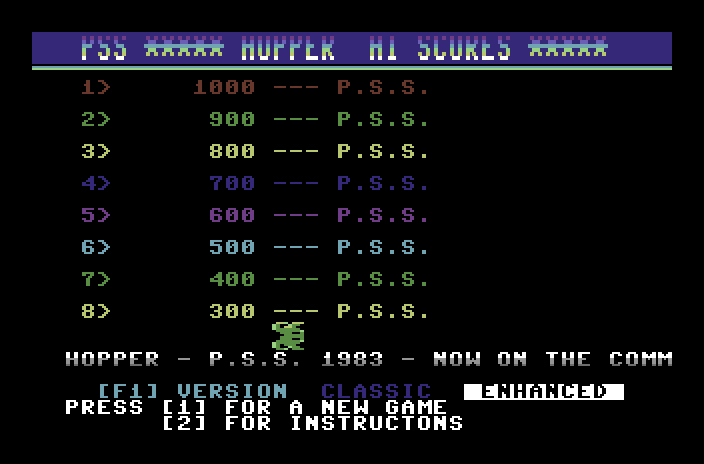 PSS ***** HOPPER HI SCORES *****
1> 1000 --- P.S.S.
2> 900 --- P.S.S.
3> 800 --- P.S.S.
4> 700 --- P.S.S.
5> 600 --- P.S.S.
6> 500 --- P.S.S.
7> 400 --- P.S.S.
8> 300 --- P.S.S.
HOPPER - P.S.S. 1983 - NOW ON THE COMM
[F1] VERSION CLASSIC ENHANCED
PRESS [1] FOR A NEW GAME
[2] FOR INSTRUCTONS